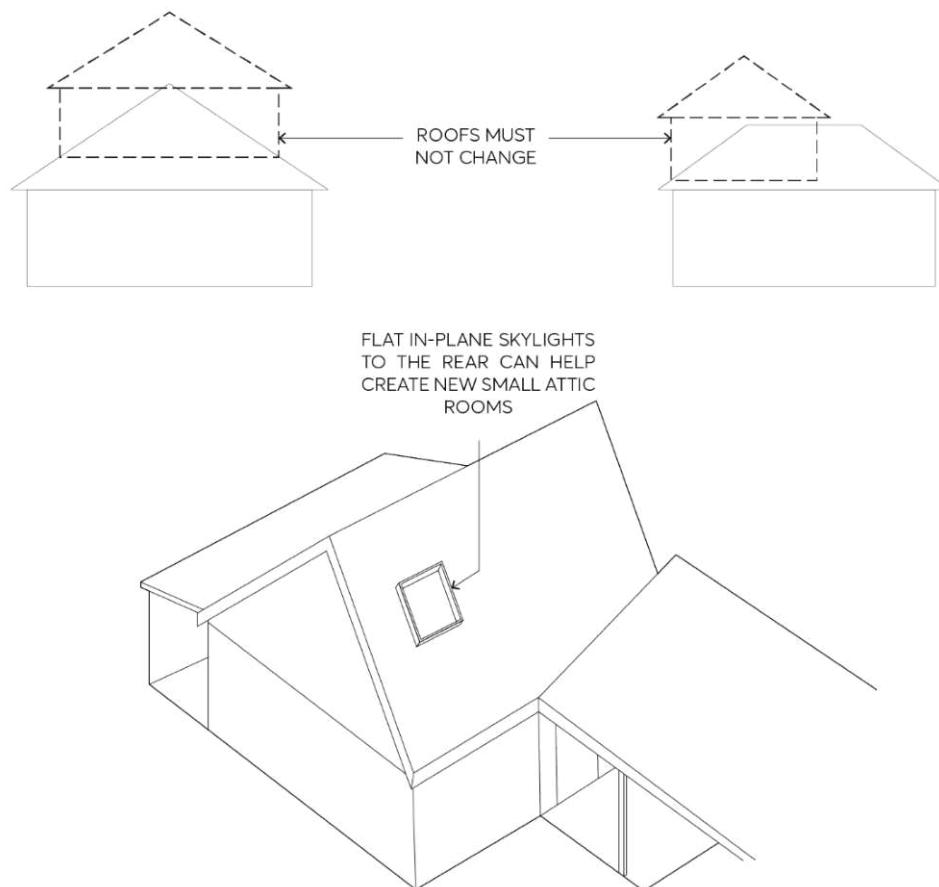 ROOFS MUST
NOT CHANGE
FLAT IN-PLANE SKYLIGHTS
TO THE REAR CAN HELP
CREATE NEW SMALL ATTIC
ROOMS